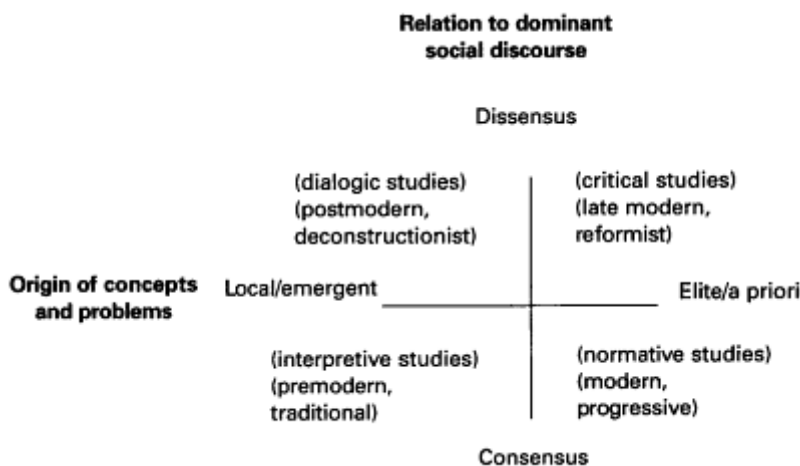 Relation to dominant
social discourse
Dissensus
(dialogic studies)
(postmodern,
deconstructionist)
(critical studies)
(late modern,
reformist)
Origin of concepts
and problems
Local/emergent
Elite/a priori
(interpretive studies)
(premodern,
traditional)
(normative studies)
(modern,
progressive)
Consensus